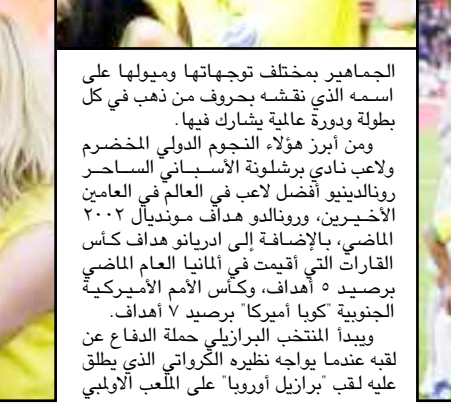 الجماهير بمختلف توجهاتها وميولها على
اسمه الذي نقشه بحروف من ذهب في كل
بطولة ودورة عالمية يشارك فيها.
ومن أبرز هؤلاء النجوم الدولي المخضرم
ولاعب نادي برشلونة الأسباني الساحر
رونالدينيو أفضل لاعب في العالم في العامين
الأخيرين، ورونالدو هداف مونديال ٢٠٠٢
الماضي، بالإضافة إلى ادريانو هداف كأس
القارات التي أقيمت في ألمانيا العام الماضي
برصيد ٥ أهداف، وكأس الأمم الأميركية
الجنوبية "كوبا أميركا" برصيد ٧ أهداف.
ويبدأ المنتخب البرازيلي حملة الدفاع عن
لقبه عندما يواجه نظيره الكرواتي الذي يطلق
عليه لقب "برازيل أوروبا" على الملعب الاولمبي